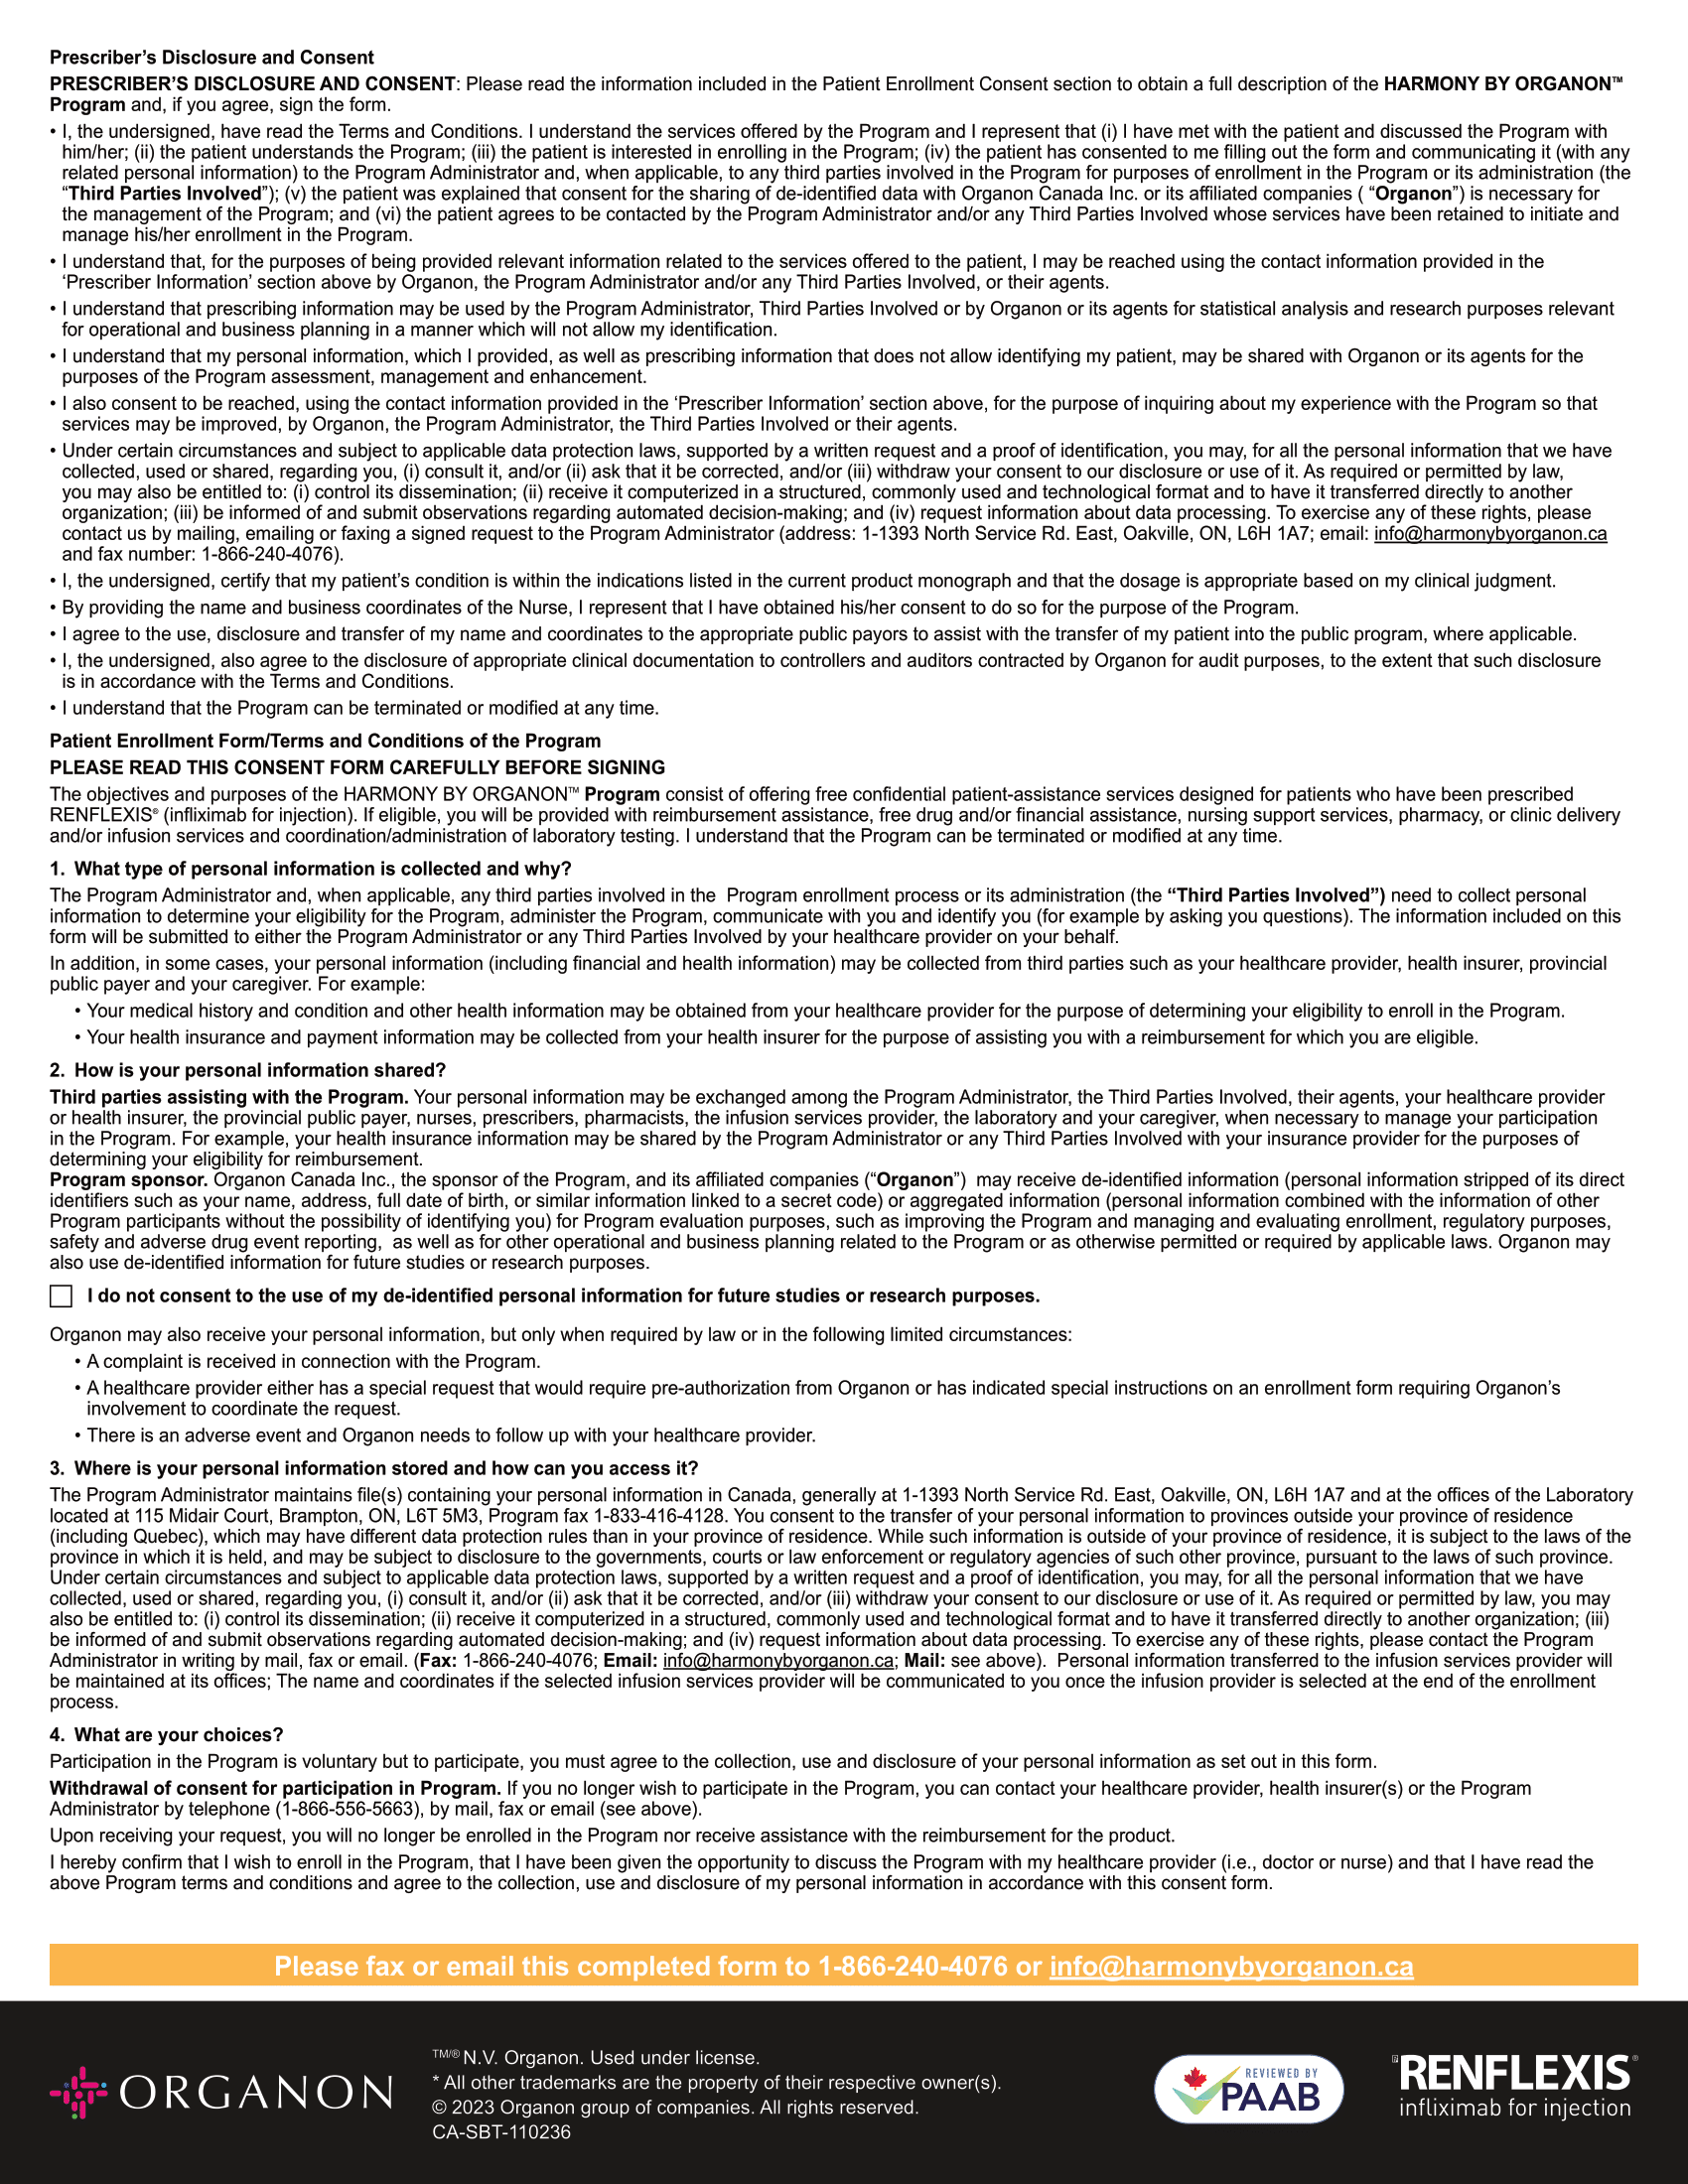 Prescriber’s Disclosure and Consent
PRESCRIBER’S DISCLOSURE AND CONSENT: Please read the information included in the Patient Enrollment Consent section to obtain a full description of the HARMONY BY ORGANON™
Program and, if you agree, sign the form.
• I, the undersigned, have read the Terms and Conditions. I understand the services offered by the Program and I represent that (i) I have met with the patient and discussed the Program with
him/her; (ii) the patient understands the Program; (iii) the patient is interested in enrolling in the Program; (iv) the patient has consented to me filling out the form and communicating it (with any
related personal information) to the Program Administrator and, when applicable, to any third parties involved in the Program for purposes of enrollment in the Program or its administration (the
“Third Parties Involved”); (v) the patient was explained that consent for the sharing of de-identified data with Organon Canada Inc. or its affiliated companies ( “Organon”) is necessary for
the management of the Program; and (vi) the patient agrees to be contacted by the Program Administrator and/or any Third Parties Involved whose services have been retained to initiate and
manage his/her enrollment in the Program.
• I understand that, for the purposes of being provided relevant information related to the services offered to the patient, I may be reached using the contact information provided in the
‘Prescriber Information’ section above by Organon, the Program Administrator and/or any Third Parties Involved, or their agents.
• I understand that prescribing information may be used by the Program Administrator, Third Parties Involved or by Organon or its agents for statistical analysis and research purposes relevant
for operational and business planning in a manner which will not allow my identification.
• I understand that my personal information, which I provided, as well as prescribing information that does not allow identifying my patient, may be shared with Organon or its agents for the
purposes of the Program assessment, management and enhancement.
• I also consent to be reached, using the contact information provided in the ‘Prescriber Information’ section above, for the purpose of inquiring about my experience with the Program so that
services may be improved, by Organon, the Program Administrator, the Third Parties Involved or their agents.
• Under certain circumstances and subject to applicable data protection laws, supported by a written request and a proof of identification, you may, for all the personal information that we have
collected, used or shared, regarding you, (i) consult it, and/or (ii) ask that it be corrected, and/or (iii) withdraw your consent to our disclosure or use of it. As required or permitted by law,
you may also be entitled to: (i) control its dissemination; (ii) receive it computerized in a structured, commonly used and technological format and to have it transferred directly to another
organization; (iii) be informed of and submit observations regarding automated decision-making; and (iv) request information about data processing. To exercise any of these rights, please
contact us by mailing, emailing or faxing a signed request to the Program Administrator (address: 1-1393 North Service Rd. East, Oakville, ON, L6H 1A7; email: info@harmonybyorganon.ca
and fax number: 1-866-240-4076).
• I, the undersigned, certify that my patient’s condition is within the indications listed in the current product monograph and that the dosage is appropriate based on my clinical judgment.
• By providing the name and business coordinates of the Nurse, I represent that I have obtained his/her consent to do so for the purpose of the Program.
• I agree to the use, disclosure and transfer of my name and coordinates to the appropriate public payors to assist with the transfer of my patient into the public program, where applicable.
• I, the undersigned, also agree to the disclosure of appropriate clinical documentation to controllers and auditors contracted by Organon for audit purposes, to the extent that such disclosure
is in accordance with the Terms and Conditions.
• I understand that the Program can be terminated or modified at any time.
Patient Enrollment Form/Terms and Conditions of the Program
PLEASE READ THIS CONSENT FORM CAREFULLY BEFORE SIGNING
The objectives and purposes of the HARMONY BY ORGANON™ Program consist of offering free confidential patient-assistance services designed for patients who have been prescribed
RENFLEXIS® (infliximab for injection). If eligible, you will be provided with reimbursement assistance, free drug and/or financial assistance, nursing support services, pharmacy, or clinic delivery
and/or infusion services and coordination/administration of laboratory testing. I understand that the Program can be terminated or modified at any time.
1. What type of personal information is collected and why?
The Program Administrator and, when applicable, any third parties involved in the Program enrollment process or its administration (the “Third Parties Involved”) need to collect personal
information to determine your eligibility for the Program, administer the Program, communicate with you and identify you (for example by asking you questions). The information included on this
form will be submitted to either the Program Administrator or any Third Parties Involved by your healthcare provider on your behalf.
In addition, in some cases, your personal information (including financial and health information) may be collected from third parties such as your healthcare provider, health insurer, provincial
public payer and your caregiver. For example:
• Your medical history and condition and other health information may be obtained from your healthcare provider for the purpose of determining your eligibility to enroll in the Program.
• Your health insurance and payment information may be collected from your health insurer for the purpose of assisting you with a reimbursement for which you are eligible.
2. How is your personal information shared?
Third parties assisting with the Program. Your personal information may be exchanged among the Program Administrator, the Third Parties Involved, their agents, your healthcare provider
or health insurer, the provincial public payer, nurses, prescribers, pharmacists, the infusion services provider, the laboratory and your caregiver, when necessary to manage your participation
in the Program. For example, your health insurance information may be shared by the Program Administrator or any Third Parties Involved with your insurance provider for the purposes of
determining your eligibility for reimbursement.
Program sponsor. Organon Canada Inc., the sponsor of the Program, and its affiliated companies (“Organon”) may receive de-identified information (personal information stripped of its direct
identifiers such as your name, address, full date of birth, or similar information linked to a secret code) or aggregated information (personal information combined with the information of other
Program participants without the possibility of identifying you) for Program evaluation purposes, such as improving the Program and managing and evaluating enrollment, regulatory purposes,
safety and adverse drug event reporting, as well as for other operational and business planning related to the Program or as otherwise permitted or required by applicable laws. Organon may
also use de-identified information for future studies or research purposes.
I do not consent to the use of my de-identified personal information for future studies or research purposes.
Organon may also receive your personal information, but only when required by law or in the following limited circumstances:
• A complaint is received in connection with the Program.
• A healthcare provider either has a special request that would require pre-authorization from Organon or has indicated special instructions on an enrollment form requiring Organon’s
involvement to coordinate the request.
• There is an adverse event and Organon needs to follow up with your healthcare provider.
3. Where is your personal information stored and how can you access it?
The Program Administrator maintains file(s) containing your personal information in Canada, generally at 1-1393 North Service Rd. East, Oakville, ON, L6H 1A7 and at the offices of the Laboratory
located at 115 Midair Court, Brampton, ON, L6T 5M3, Program fax 1-833-416-4128. You consent to the transfer of your personal information to provinces outside your province of residence
(including Quebec), which may have different data protection rules than in your province of residence. While such information is outside of your province of residence, it is subject to the laws of the
province in which it is held, and may be subject to disclosure to the governments, courts or law enforcement or regulatory agencies of such other province, pursuant to the laws of such province.
Under certain circumstances and subject to applicable data protection laws, supported by a written request and a proof of identification, you may, for all the personal information that we have
collected, used or shared, regarding you, (i) consult it, and/or (ii) ask that it be corrected, and/or (iii) withdraw your consent to our disclosure or use of it. As required or permitted by law, you may
also be entitled to: (i) control its dissemination; (ii) receive it computerized in a structured, commonly used and technological format and to have it transferred directly to another organization; (iii)
be informed of and submit observations regarding automated decision-making; and (iv) request information about data processing. To exercise any of these rights, please contact the Program
Administrator in writing by mail, fax or email. (Fax: 1-866-240-4076; Email: info@harmonybyorganon.ca; Mail: see above). Personal information transferred to the infusion services provider will
be maintained at its offices; The name and coordinates if the selected infusion services provider will be communicated to you once the infusion provider is selected at the end of the enrollment
process.
4. What are your choices?
Participation in the Program is voluntary but to participate, you must agree to the collection, use and disclosure of your personal information as set out in this form.
Withdrawal of consent for participation in Program. If you no longer wish to participate in the Program, you can contact your healthcare provider, health insurer(s) or the Program
Administrator by telephone (1-866-556-5663), by mail, fax or email (see above).
Upon receiving your request, you will no longer be enrolled in the Program nor receive assistance with the reimbursement for the product.
I hereby confirm that I wish to enroll in the Program, that I have been given the opportunity to discuss the Program with my healthcare provider (i.e., doctor or nurse) and that I have read the
above Program terms and conditions and agree to the collection, use and disclosure of my personal information in accordance with this consent form.
Please fax or email this completed form to 1-866-240-4076 or info@harmonybyorganon.ca
ORGANON
TM/® N.V. Organon. Used under license.
* All other trademarks are the property of their respective owner(s).
© 2023 Organon group of companies. All rights reserved.
CA-SBT-110236
REVIEWED BY
PAAB
RENFLEXIS®
infliximab for injection